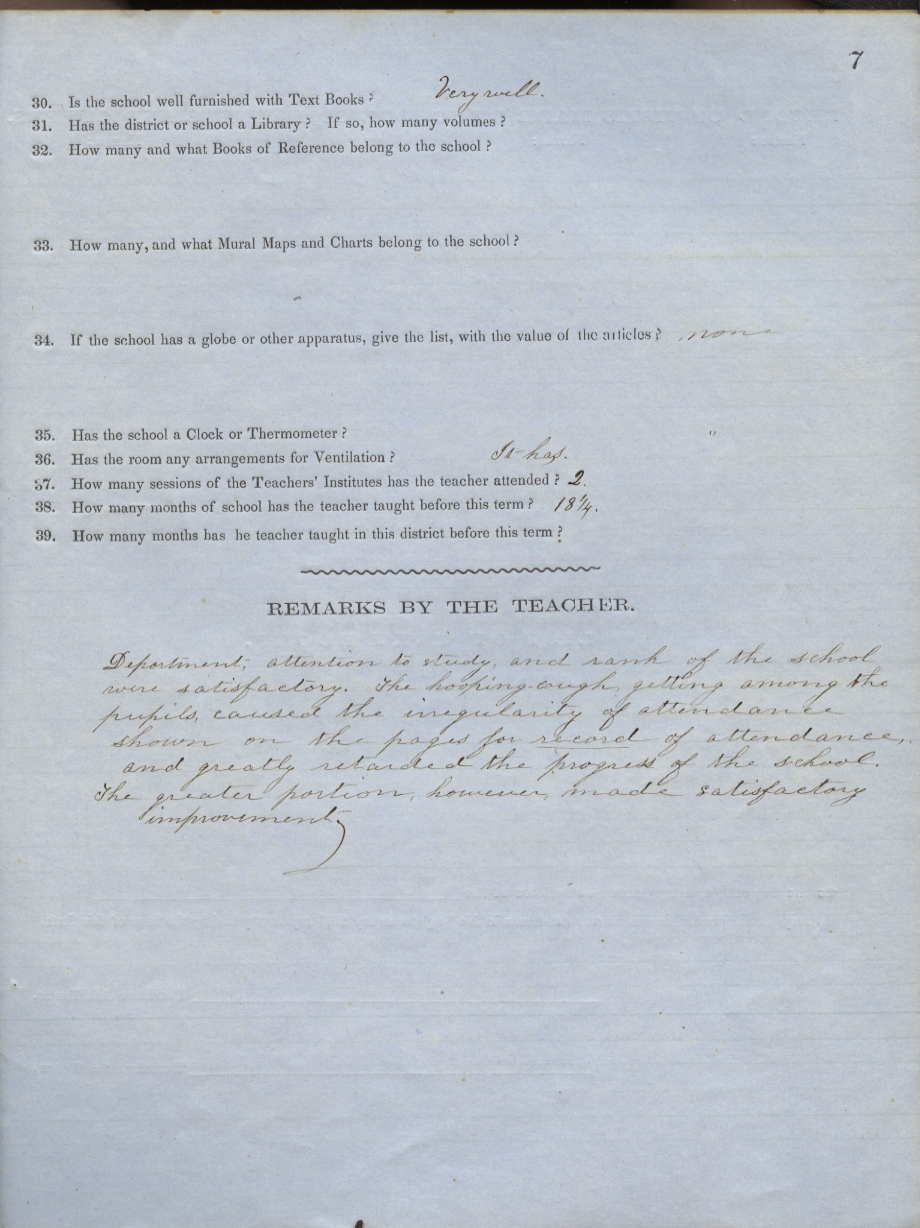 7
30. Is the school well furnished with Text Books? Very well.
31. Has the district or school a Library? If so, how many volumes?
32. How many and what Books of Reference belong to the school?
33. How many, and what Mural Maps and Charts belong to the school?
34. If the school has a globe or other apparatus, give the list, with the value of the articles? none
35. Has the school a Clock or Thermometer? "
36. Has the room any arrangements for Ventilation? It has.
37. How many sessions of the Teachers' Institutes has the teacher attended? 2.
38. How many months of school has the teacher taught before this term? 18 1/4.
39. How many months has he teacher taught in this district before this term?
REMARKS BY THE TEACHER.
Department; attention to study, and rank of the school
were satisfactory. The hooping-cough, getting among the
pupils, caused the irregularity of attendance
shown on the pages for record of attendance,
and greatly retarded the progress of the school.
The greater portion, however, made satisfactory
improvement.